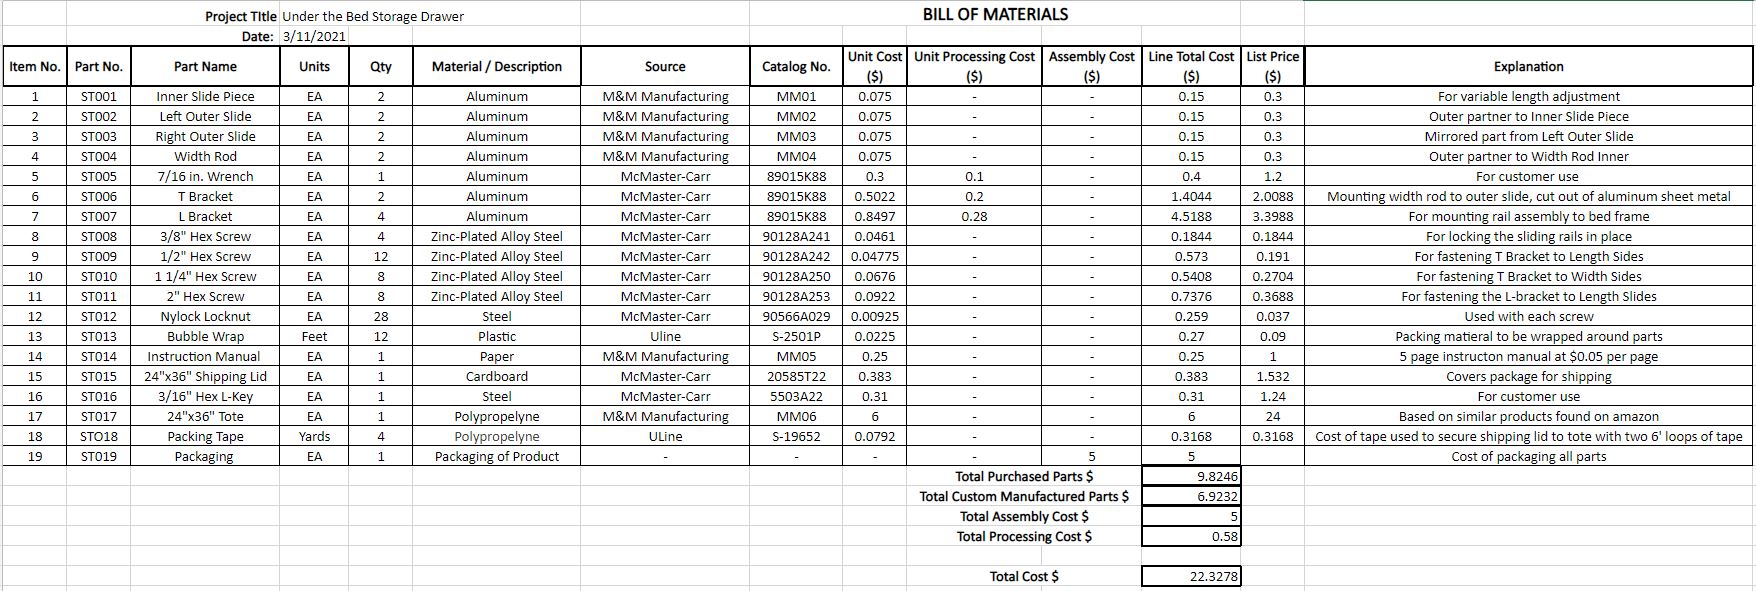 Project Title Under the Bed Storage Drawer BILL OF MATERIALS
Date: 3/11/2021
Item No. Part No. Part Name Units Qty Material / Description Source Catalog No. Unit Cost ($) Unit Processing Cost ($) Assembly Cost ($) Line Total Cost ($) List Price ($) Explanation
1 ST001 Inner Slide Piece EA 2 Aluminum M&M Manufacturing MM01 0.075 - - 0.15 0.3 For variable length adjustment
2 ST002 Left Outer Slide EA 2 Aluminum M&M Manufacturing MM02 0.075 - - 0.15 0.3 Outer partner to Inner Slide Piece
3 ST003 Right Outer Slide EA 2 Aluminum M&M Manufacturing MM03 0.075 - - 0.15 0.3 Mirrored part from Left Outer Slide
4 ST004 Width Rod EA 2 Aluminum M&M Manufacturing MM04 0.075 - - 0.15 0.3 Outer partner to Width Rod Inner
5 ST005 7/16 in. Wrench EA 1 Aluminum McMaster-Carr 89015K88 0.3 0.1 - 0.4 1.2 For customer use
6 ST006 T Bracket EA 2 Aluminum McMaster-Carr 89015K88 0.5022 0.2 - 1.4044 2.0088 Mounting width rod to outer slide, cut out of aluminum sheet metal
7 ST007 L Bracket EA 4 Aluminum McMaster-Carr 89015K88 0.8497 0.28 - 4.5188 3.3988 For mounting rail assembly to bed frame
8 ST008 3/8" Hex Screw EA 4 Zinc-Plated Alloy Steel McMaster-Carr 90128A241 0.0461 - - 0.1844 0.1844 For locking the sliding rails in place
9 ST009 1/2" Hex Screw EA 12 Zinc-Plated Alloy Steel McMaster-Carr 90128A242 0.04775 - - 0.573 0.191 For fastening T Bracket to Length Sides
10 ST010 1 1/4" Hex Screw EA 8 Zinc-Plated Alloy Steel McMaster-Carr 90128A250 0.0676 - - 0.5408 0.2704 For fastening T Bracket to Width Sides
11 ST011 2" Hex Screw EA 8 Zinc-Plated Alloy Steel McMaster-Carr 90128A253 0.0922 - - 0.7376 0.3688 For fastening the L-bracket to Length Slides
12 ST012 Nylock Locknut EA 28 Steel McMaster-Carr 90566A029 0.00925 - - 0.259 0.037 Used with each screw
13 ST013 Bubble Wrap Feet 12 Plastic Uline S-2501P 0.0225 - - 0.27 0.09 Packing matieral to be wrapped around parts
14 ST014 Instruction Manual EA 1 Paper M&M Manufacturing MM05 0.25 - - 0.25 1 5 page instructon manual at $0.05 per page
15 ST015 24"x36" Shipping Lid EA 1 Cardboard McMaster-Carr 20585T22 0.383 - - 0.383 1.532 Covers package for shipping
16 ST016 3/16" Hex L-Key EA 1 Steel McMaster-Carr 5503A22 0.31 - - 0.31 1.24 For customer use
17 ST017 24"x36" Tote EA 1 Polypropelyne M&M Manufacturing MM06 6 - - 6 24 Based on similar products found on amazon
18 STO18 Packing Tape Yards 4 Polypropelyne ULine S-19652 0.0792 - - 0.3168 0.3168 Cost of tape used to secure shipping lid to tote with two 6' loops of tape
19 ST019 Packaging EA 1 Packaging of Product - - - - 5 5 Cost of packaging all parts
Total Purchased Parts $ 9.8246
Total Custom Manufactured Parts $ 6.9232
Total Assembly Cost $ 5
Total Processing Cost $ 0.58
Total Cost $ 22.3278